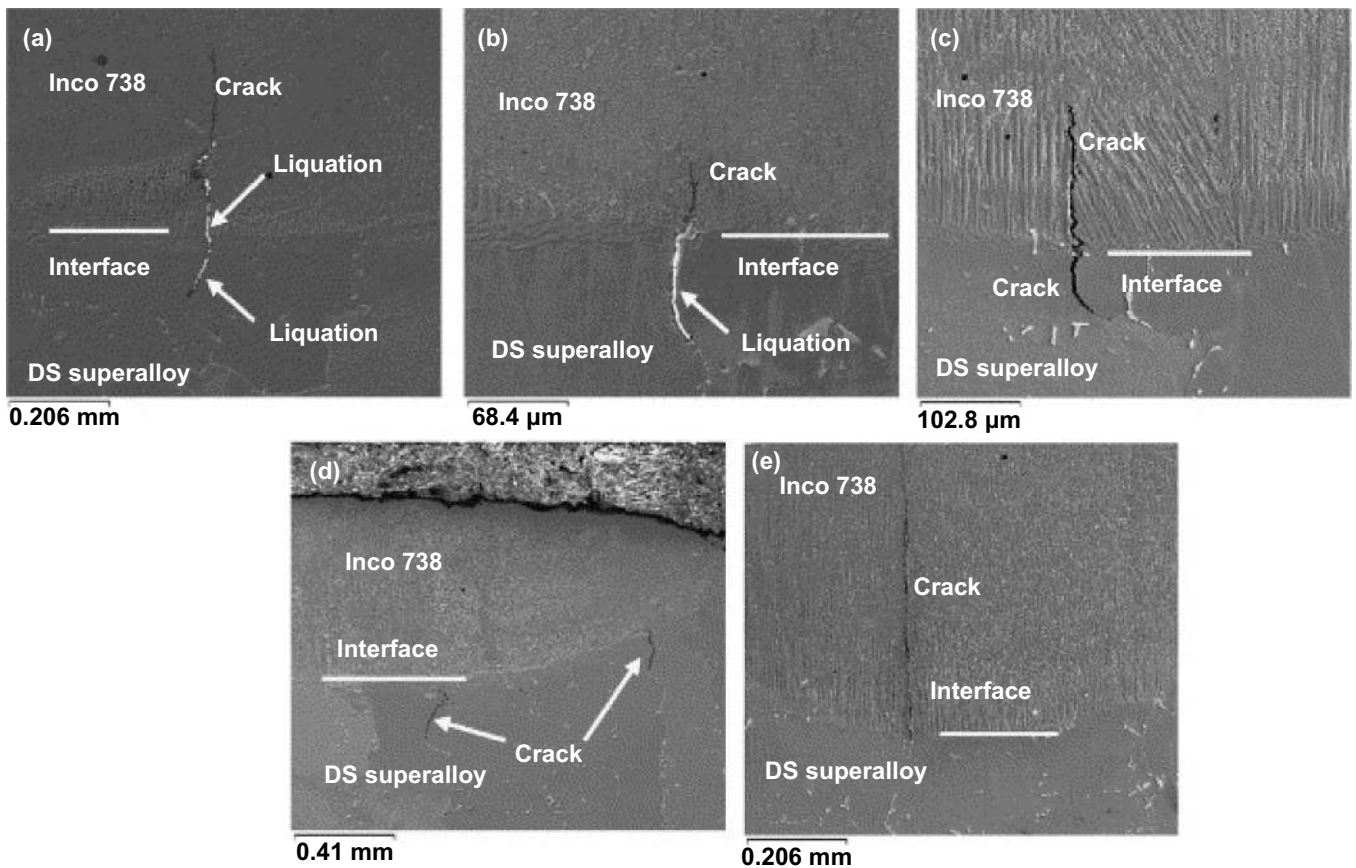 (a)
Inco 738
Crack
Liquation
Interface
Liquation
DS superalloy
0.206 mm
(b)
Inco 738
Crack
Interface
DS superalloy
Liquation
68.4 μm
(c)
Inco 738
Crack
Crack
Interface
DS superalloy
102.8 μm
(d)
Inco 738
Interface
Crack
DS superalloy
0.41 mm
(e)
Inco 738
Crack
Interface
DS superalloy
0.206 mm